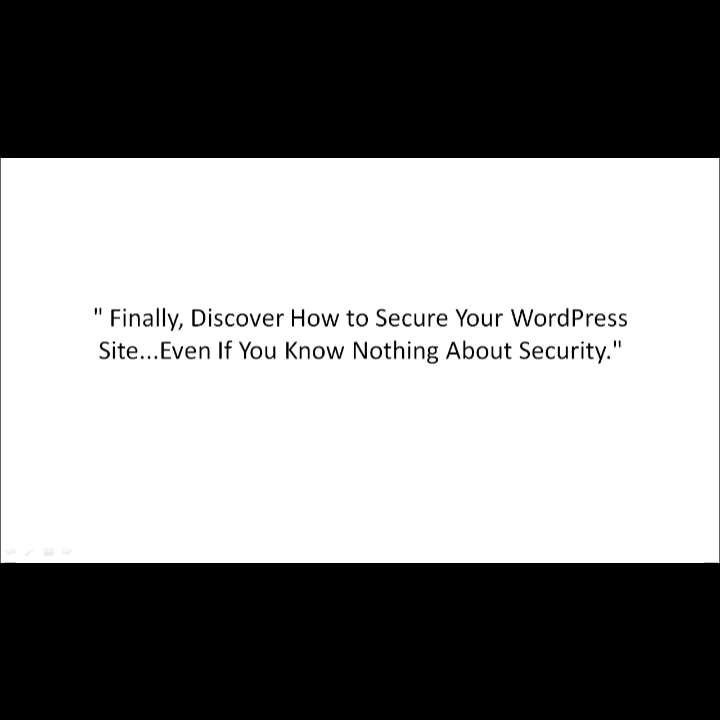 " Finally, Discover How to Secure Your WordPress
Site...Even If You Know Nothing About Security."